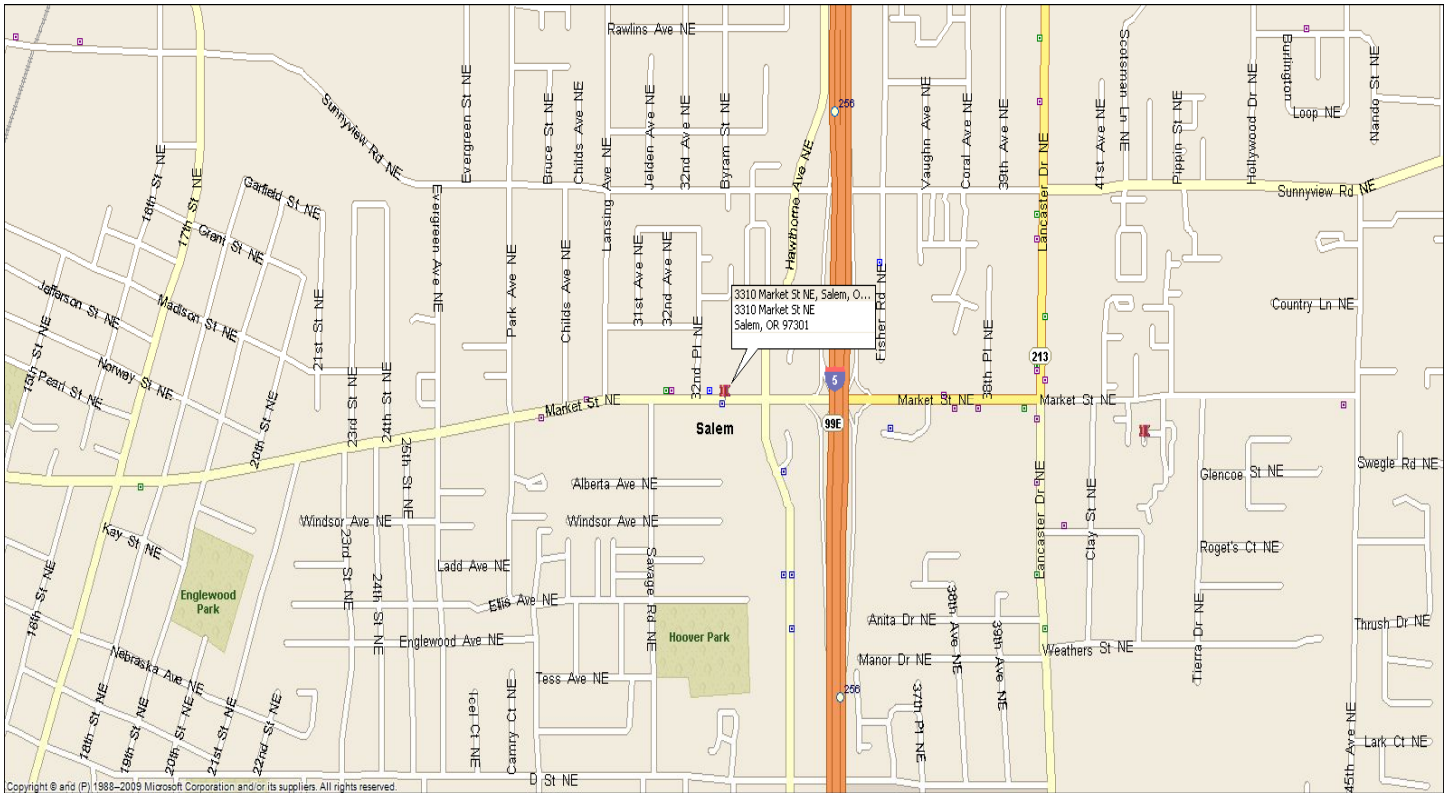 Rawlins Ave NE
Sunnyview Rd NE
Evergreen St NE
Bruce St NE
Childs Ave NE
Lansing Ave NE
Jelden Ave NE
32nd Ave NE
Byram St NE
256
Hawthorne Ave NE
Vaughn Ave NE
Coral Ave NE
39th Ave NE
Lancaster Dr NE
41st Ave NE
Scotsman Ln NE
Pippin St NE
Hollywood Dr NE
Burlington
Loop NE
Nando St NE
Sunnyview Rd NE
18th St NE
17th St NE
Garfield St NE
Grant St NE
Jefferson St NE
Madison St NE
Norway St NE
Pearl St NE
15th St NE
20th St NE
21st St NE
23rd St NE
24th St NE
25th St NE
Evergreen Ave NE
Park Ave NE
Childs Ave NE
31st Ave NE
32nd Ave NE
32nd Pl NE
3310 Market St NE, Salem, O...
3310 Market St NE
Salem, OR 97301
Fisher Rd NE
38th Pl NE
213
5
99E
Country Ln NE
Market St NE
Market St NE
Market St NE
Salem
Lancaster Dr NE
Clay St NE
Glencoe St NE
Swegle Rd NE
Roget's Ct NE
Tierra Dr NE
Thrush Dr NE
Weathers St NE
Lark Ct NE
45th Ave NE
Alberta Ave NE
Windsor Ave NE
Windsor Ave NE
Ladd Ave NE
Ellis Ave NE
Englewood Ave NE
Savage Rd NE
Hoover Park
Tess Ave NE
Icel Ct NE
Camry Ct NE
D St NE
Anita Dr NE
Manor Dr NE
38th Ave NE
39th Ave NE
37th Pl NE
256
Kay St NE
Englewood
Park
23rd St NE
24th St NE
18th St NE
Nebraska Ave NE
18th St NE
19th St NE
20th St NE
21st St NE
22nd St NE
Copyright © and (P) 1988–2009 Microsoft Corporation and/or its suppliers. All rights reserved.